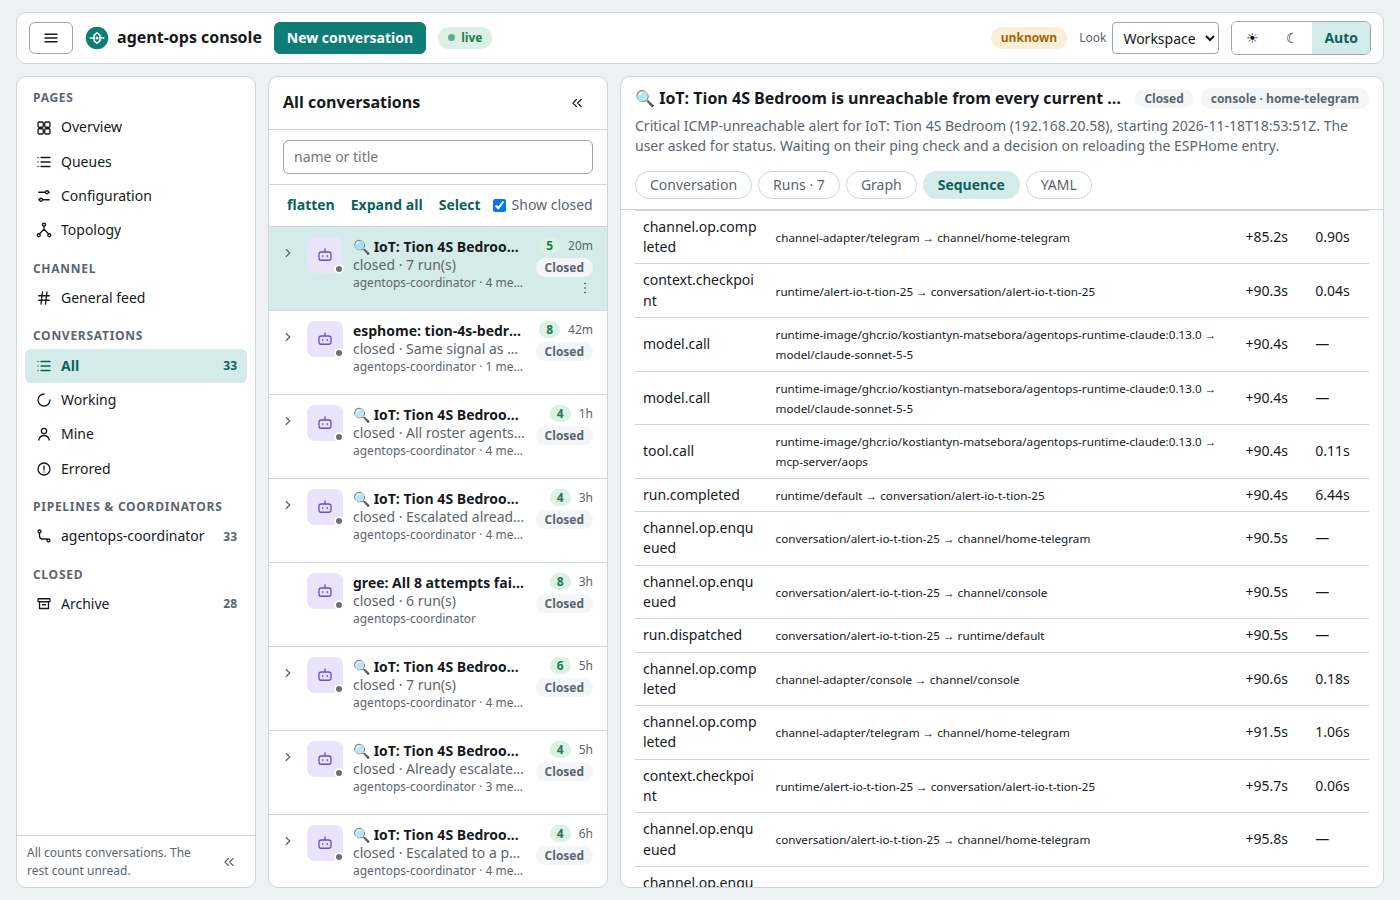 agent-ops console
New conversation
live
unknown
Look
Workspace
Auto
PAGES
Overview
Queues
Configuration
Topology
CHANNEL
General feed
CONVERSATIONS
All 33
Working
Mine
Errored
PIPELINES & COORDINATORS
agentops-coordinator 33
CLOSED
Archive 28
All counts conversations. The
rest count unread.
All conversations
name or title
flatten Expand all Select Show closed
IoT: Tion 4S Bedroo... 5 20m
closed · 7 run(s) Closed
agentops-coordinator · 4 me...
esphome: tion-4s-bedr... 8 42m
closed · Same signal as ... Closed
agentops-coordinator · 1 me...
IoT: Tion 4S Bedroo... 4 1h
closed · All roster agents... Closed
agentops-coordinator · 4 me...
IoT: Tion 4S Bedroo... 4 3h
closed · Escalated alread... Closed
agentops-coordinator · 4 me...
gree: All 8 attempts fai... 8 3h
closed · 6 run(s) Closed
agentops-coordinator
IoT: Tion 4S Bedroo... 6 5h
closed · 7 run(s) Closed
agentops-coordinator · 4 me...
IoT: Tion 4S Bedroo... 4 5h
closed · Already escalate... Closed
agentops-coordinator · 3 me...
IoT: Tion 4S Bedroo... 4 6h
closed · Escalated to a p... Closed
agentops-coordinator · 4 me...
IoT: Tion 4S Bedroom is unreachable from every current ... Closed console · home-telegram
Critical ICMP-unreachable alert for IoT: Tion 4S Bedroom (192.168.20.58), starting 2026-11-18T18:53:51Z. The
user asked for status. Waiting on their ping check and a decision on reloading the ESPHome entry.
Conversation Runs · 7 Graph Sequence YAML
channel.op.comp
leted
channel-adapter/telegram → channel/home-telegram +85.2s 0.90s
context.checkpoi
nt
runtime/alert-io-t-tion-25 → conversation/alert-io-t-tion-25 +90.3s 0.04s
model.call
runtime-image/ghcr.io/kostiantyn-matsebora/agentops-runtime-claude:0.13.0 →
model/claude-sonnet-5-5
+90.4s —
model.call
runtime-image/ghcr.io/kostiantyn-matsebora/agentops-runtime-claude:0.13.0 →
model/claude-sonnet-5-5
+90.4s —
tool.call
runtime-image/ghcr.io/kostiantyn-matsebora/agentops-runtime-claude:0.13.0 →
mcp-server/aops
+90.4s 0.11s
run.completed runtime/default → conversation/alert-io-t-tion-25 +90.4s 6.44s
channel.op.enqu
eued
conversation/alert-io-t-tion-25 → channel/home-telegram +90.5s —
channel.op.enqu
eued
conversation/alert-io-t-tion-25 → channel/console +90.5s —
run.dispatched conversation/alert-io-t-tion-25 → runtime/default +90.5s —
channel.op.comp
leted
channel-adapter/console → channel/console +90.6s 0.18s
channel.op.comp
leted
channel-adapter/telegram → channel/home-telegram +91.5s 1.06s
context.checkpoi
nt
runtime/alert-io-t-tion-25 → conversation/alert-io-t-tion-25 +95.7s 0.06s
channel.op.enqu
eued
conversation/alert-io-t-tion-25 → channel/home-telegram +95.8s —
channel.op.enqu